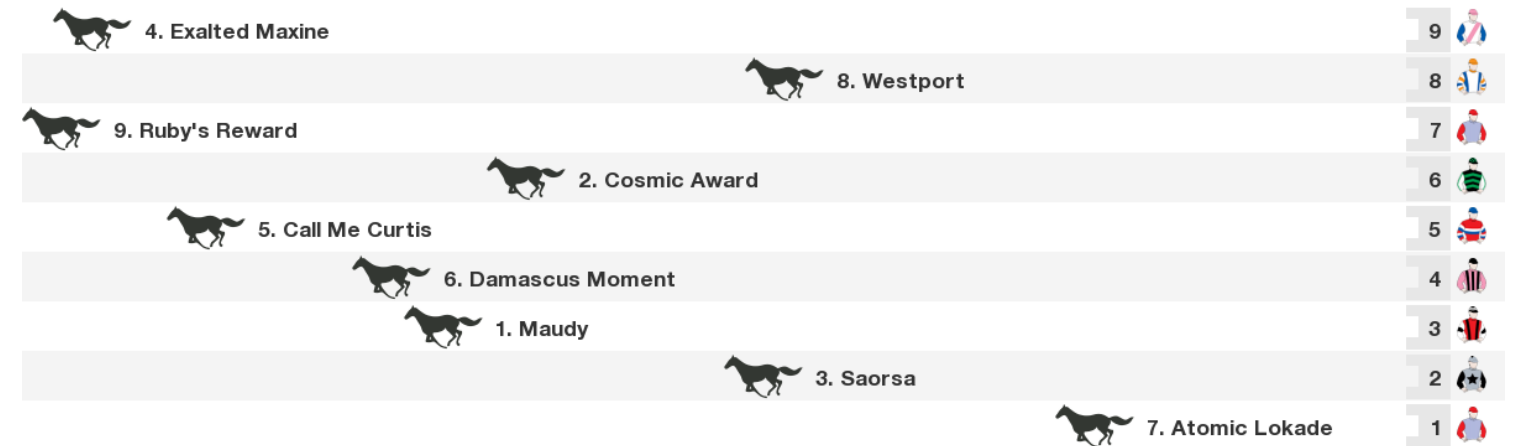 4. Exalted Maxine 9
8. Westport 8
9. Ruby's Reward 7
2. Cosmic Award 6
5. Call Me Curtis 5
6. Damascus Moment 4
1. Maudy 3
3. Saorsa 2
7. Atomic Lokade 1